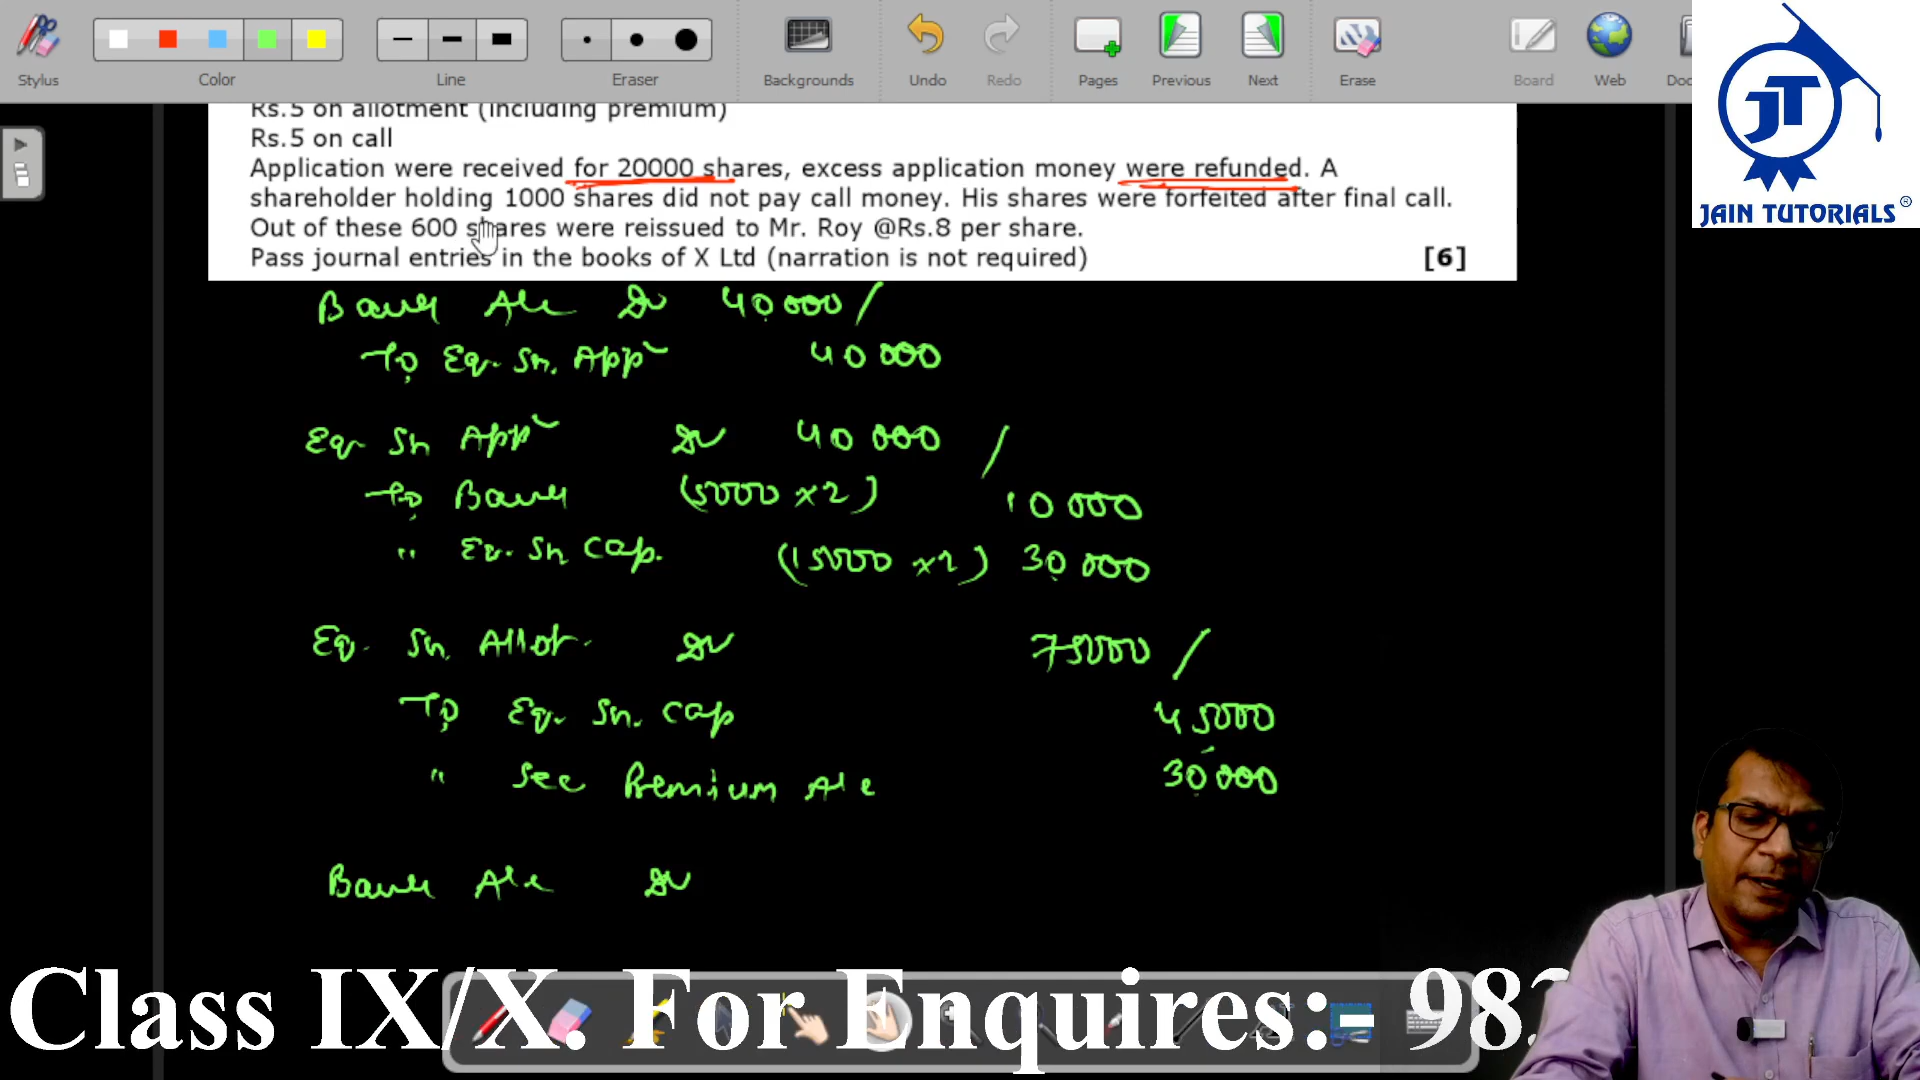 Stylus
Color
Line
Eraser
Backgrounds
Undo
Redo
Pages
Previous
Next
Erase
Board
Web
JT
JAIN TUTORIALS®
Rs.5 on allotment (including premium)
Rs.5 on call
Application were received for 20000 shares, excess application money were refunded. A
shareholder holding 1000 shares did not pay call money. His shares were forfeited after final call.
Out of these 600 shares were reissued to Mr. Roy @Rs.8 per share.
Pass journal entries in the books of X Ltd (narration is not required) [6]
Bank A/c Dr 40000 /
To Eq. Sh. Appn 40000
Eq Sh Appn Dr 40000 /
To Bank (5000 x2) 10000
" Eq. Sh Cap. (15000 x2) 30000
Eq. Sh. Allot. Dr 75000 /
To Eq. Sh. Cap 45000
" Sec Premium A/c 30000
Bank A/c Dr
Class IX/X. For Enquires:- 98